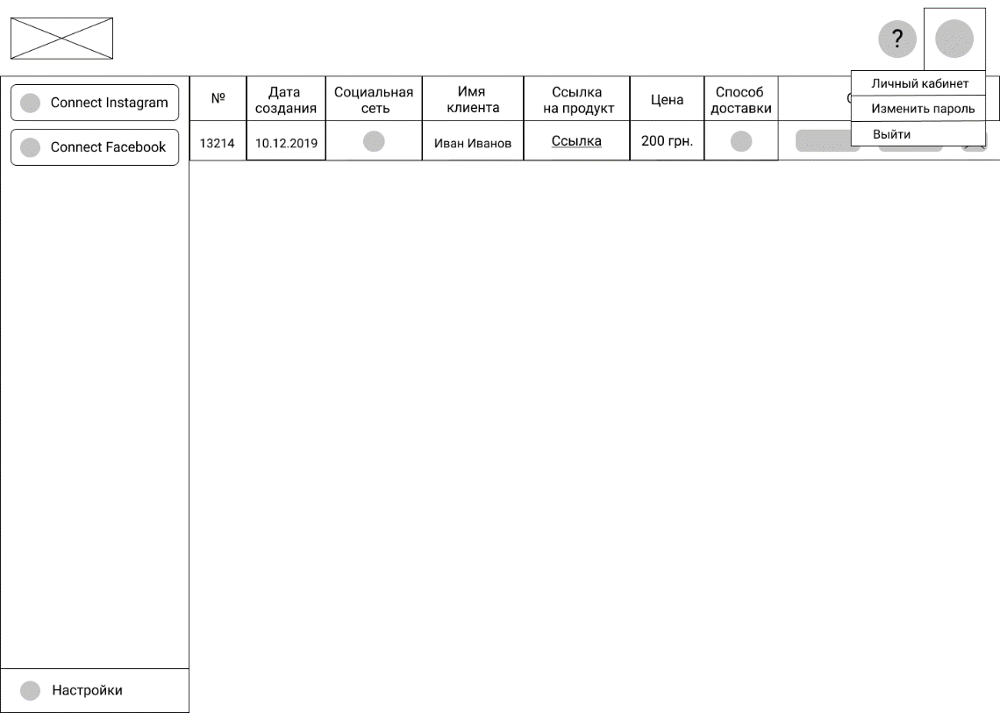 ?
Личный кабинет
Изменить пароль
Выйти
Connect Instagram
Connect Facebook
№
Дата
создания
Социальная
сеть
Имя
клиента
Ссылка
на продукт
Цена
Способ
доставки
13214
10.12.2019
Иван Иванов
Ссылка
200 грн.
Настройки